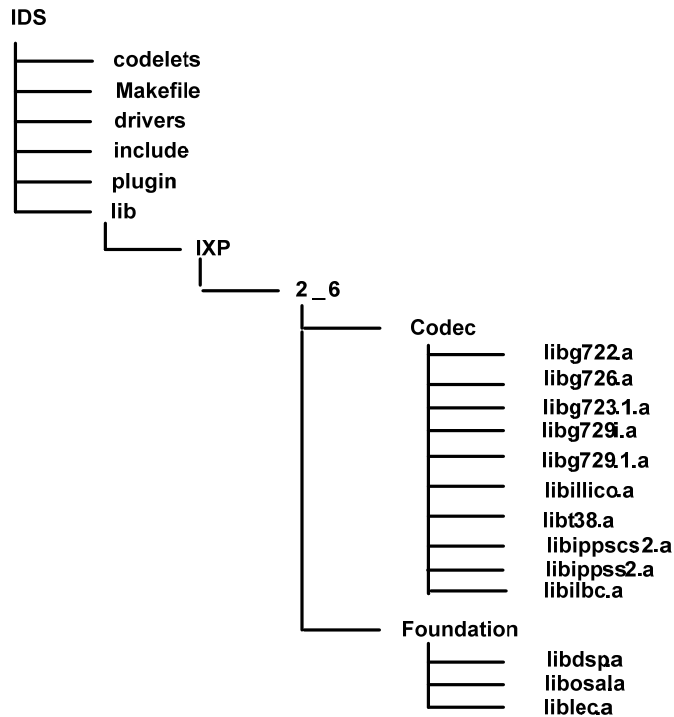 IDS
codelets
Makefile
drivers
include
plugin
lib
IXP
2_6
Codec
libg722.a
libg726.a
libg723.1.a
libg729i.a
libg729.1.a
libillico.a
libt38.a
libippscs2.a
libippss2.a
libilbc.a
Foundation
libdsp.a
libosal.a
liblec.a